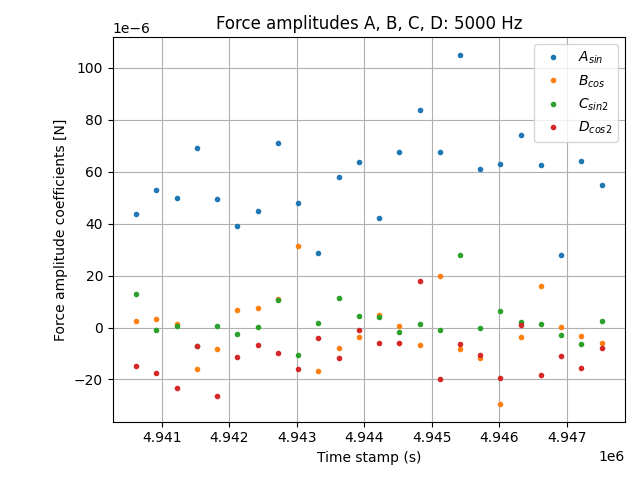 Force amplitudes A, B, C, D: 5000 Hz
1e−6
100
80
60
40
20
0
−20
Force amplitude coefficients [N]
A_sin
B_cos
C_sin2
D_cos2
4.941 4.942 4.943 4.944 4.945 4.946 4.947
Time stamp (s)
1e6